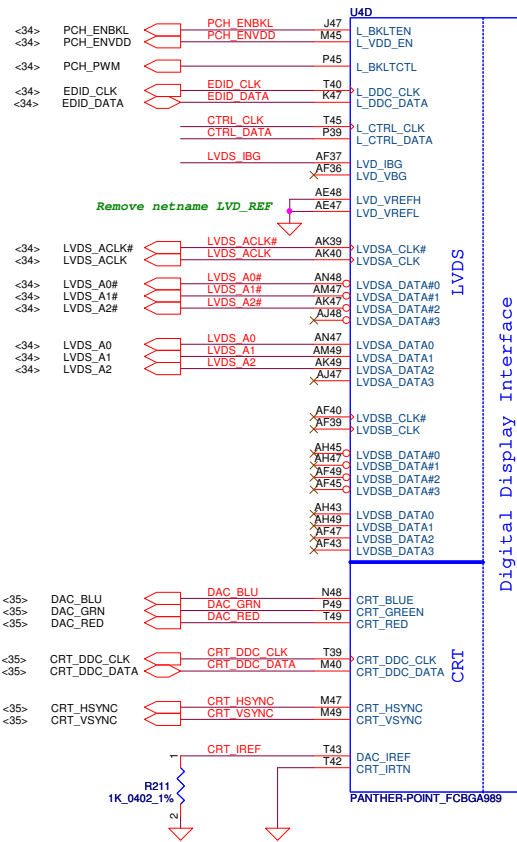 U4D
<34> PCH_ENBKL PCH_ENBKL J47 L_BKLTEN
<34> PCH_ENVDD PCH_ENVDD M45 L_VDD_EN
<34> PCH_PWM P45 L_BKLTCTL
<34> EDID_CLK EDID_CLK T40 L_DDC_CLK
<34> EDID_DATA EDID_DATA K47 L_DDC_DATA
CTRL_CLK T45 L_CTRL_CLK
CTRL_DATA P39 L_CTRL_DATA
LVDS_IBG AF37 LVD_IBG
AF36 LVD_VBG
AE48 LVD_VREFH
Remove netname LVD_REF AE47 LVD_VREFL
<34> LVDS_ACLK# LVDS_ACLK# AK39 LVDSA_CLK#
<34> LVDS_ACLK LVDS_ACLK AK40 LVDSA_CLK
LVDS
<34> LVDS_A0# LVDS_A0# AN48 LVDSA_DATA#0
<34> LVDS_A1# LVDS_A1# AM47 LVDSA_DATA#1
<34> LVDS_A2# LVDS_A2# AK47 LVDSA_DATA#2
AJ48 LVDSA_DATA#3
<34> LVDS_A0 LVDS_A0 AN47 LVDSA_DATA0
<34> LVDS_A1 LVDS_A1 AM49 LVDSA_DATA1
<34> LVDS_A2 LVDS_A2 AK49 LVDSA_DATA2
AJ47 LVDSA_DATA3
Digital Display Interface
AF40 LVDSB_CLK#
AF39 LVDSB_CLK
AH45 LVDSB_DATA#0
AH47 LVDSB_DATA#1
AF49 LVDSB_DATA#2
AF45 LVDSB_DATA#3
AH43 LVDSB_DATA0
AH49 LVDSB_DATA1
AF47 LVDSB_DATA2
AF43 LVDSB_DATA3
<35> DAC_BLU DAC_BLU N48 CRT_BLUE
<35> DAC_GRN DAC_GRN P49 CRT_GREEN
<35> DAC_RED DAC_RED T49 CRT_RED
CRT
<35> CRT_DDC_CLK CRT_DDC_CLK T39 CRT_DDC_CLK
<35> CRT_DDC_DATA CRT_DDC_DATA M40 CRT_DDC_DATA
<35> CRT_HSYNC CRT_HSYNC M47 CRT_HSYNC
<35> CRT_VSYNC CRT_VSYNC M49 CRT_VSYNC
CRT_IREF T43 DAC_IREF
T42 CRT_IRTN
1
R211
1K_0402_1%
2
PANTHER-POINT_FCBGA989